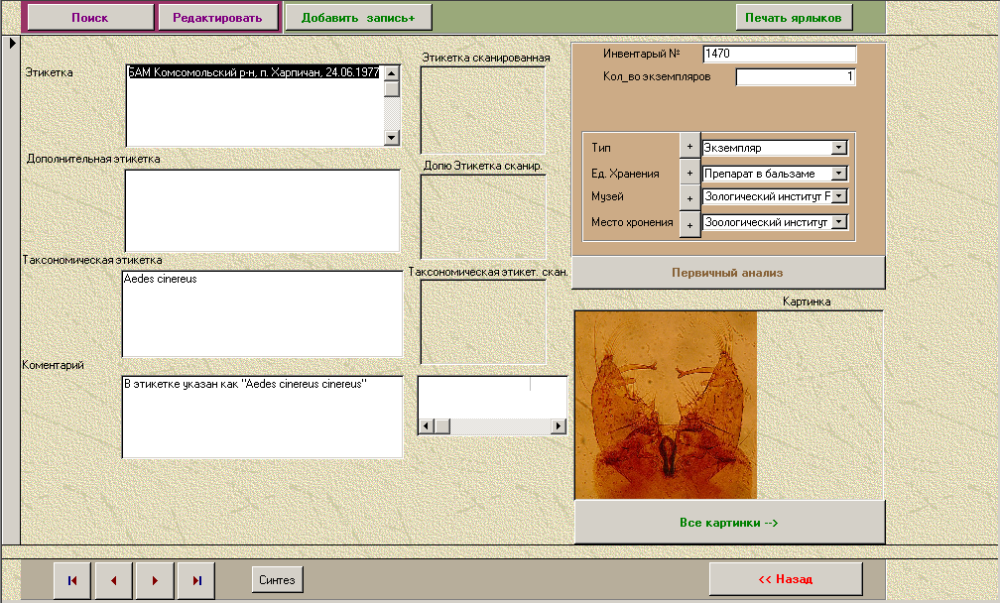 Поиск
Редактировать
Добавить запись+
Печать ярлыков
Этикетка
БАМ Комсомольский р-н, п. Харпичан, 24.06.1977
Этикетка сканированная
Инвентарый №
1470
Кол_во экземпляров
1
Дополнительная этикетка
Допю Этикетка сканир.
Тип
+
Экземпляр
Ед. Хранения
+
Препарат в бальзаме
Музей
+
Зологический институт Р
Место хронения
+
Зоологический институт
Таксономическая этикетка
Aedes cinereus
Таксономическая этикет. скан.
Первичный анализ
Картинка
Коментарий
В этикетке указан как "Aedes cinereus cinereus"
Все картинки -->
Синтез
<< Назад